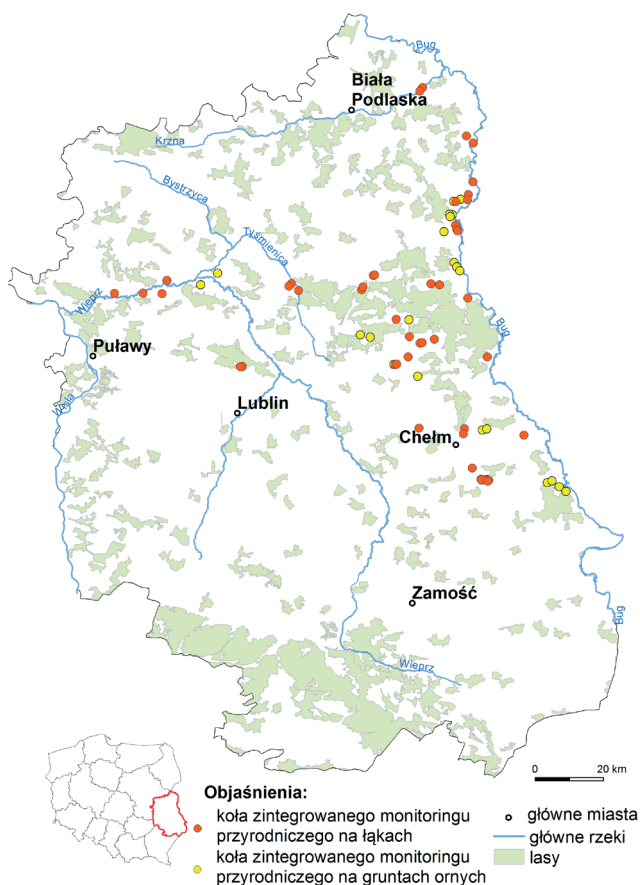 Bug
Biała
Podlaska
Krzna
Bystrzyca
Tyśmienica
Wieprz
Bug
Puławy
Wisła
Lublin
Chełm
Zamość
Bug
Wieprz
0 20 km
Objaśnienia:
koła zintegrowanego monitoringu
przyrodniczego na łąkach
koła zintegrowanego monitoringu
przyrodniczego na gruntach ornych
główne miasta
główne rzeki
lasy